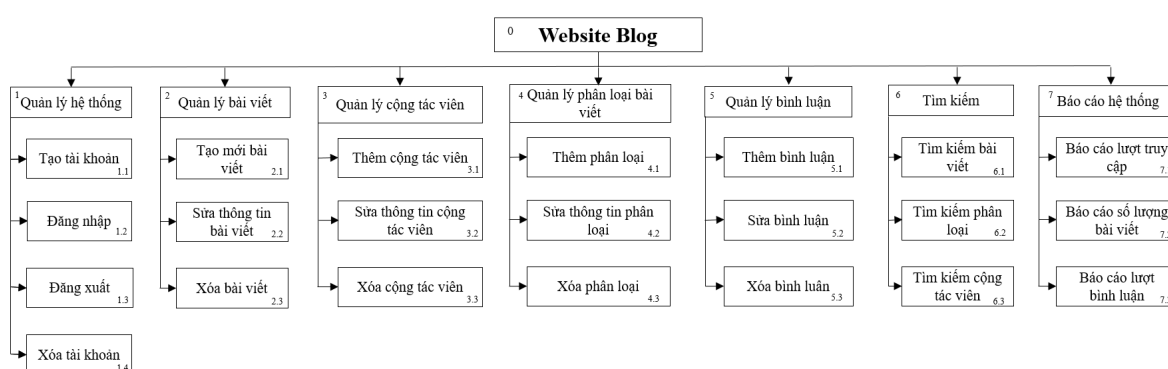 0
Website Blog
1
Quản lý hệ thống
Tạo tài khoản
1.1
Đăng nhập
1.2
Đăng xuất
1.3
Xóa tài khoản
1.4
2
Quản lý bài viết
Tạo mới bài
viết
2.1
Sửa thông tin
bài viết
2.2
Xóa bài viết
2.3
3
Quản lý cộng tác viên
Thêm cộng tác viên
3.1
Sửa thông tin cộng
tác viên
3.2
Xóa cộng tác viên
3.3
4
Quản lý phân loại bài
viết
Thêm phân loại
4.1
Sửa thông tin phân
loại
4.2
Xóa phân loại
4.3
5
Quản lý bình luận
Thêm bình luận
5.1
Sửa bình luận
5.2
Xóa bình luân
5.3
6
Tìm kiếm
Tìm kiếm bài
viết
6.1
Tìm kiếm phân
loại
6.2
Tìm kiếm cộng
tác viên
6.3
7
Báo cáo hệ thống
Báo cáo lượt truy
cập
Báo cáo số lượng
bài viết
Báo cáo lượt
bình luận